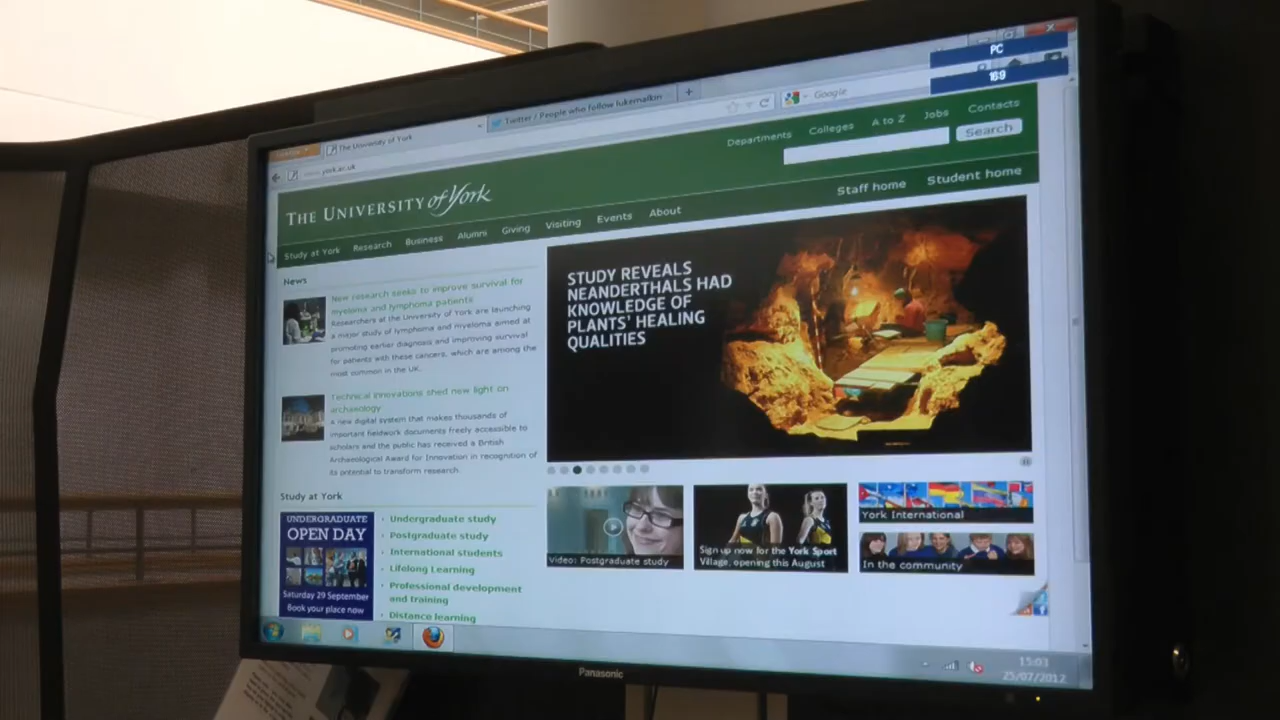 PC
169
The University of York
Twitter / People who follow lukemalkin
www.york.ac.uk
Google
Departments
Colleges
A to Z
Jobs
Contacts
Search
THE UNIVERSITY of York
Staff home
Student home
Study at York
Research
Business
Alumni
Giving
Visiting
Events
About
News
New research seeks to improve survival for
myeloma and lymphoma patients
Researchers at the University of York are launching
a major study of lymphoma and myeloma aimed at
promoting earlier diagnosis and improving survival
for patients with these cancers, which are among the
most common in the UK.
Technical innovations shed new light on
archaeology
A new digital system that makes thousands of
important fieldwork documents freely accessible to
scholars and the public has received a British
Archaeological Award for Innovation in recognition of
its potential to transform research.
STUDY REVEALS
NEANDERTHALS HAD
KNOWLEDGE OF
PLANTS' HEALING
QUALITIES
Study at York
UNDERGRADUATE
OPEN DAY
Saturday 29 September
Book your place now
Undergraduate study
Postgraduate study
International students
Lifelong Learning
Professional development
and training
Distance learning
Video: Postgraduate study
Sign up now for the York Sport
Village, opening this August
York International
In the community
15:03
25/07/2012
Panasonic